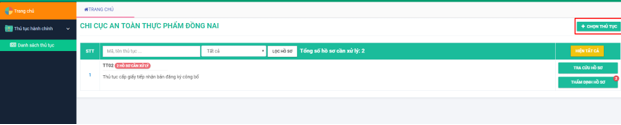 Trang chủ
TRANG CHỦ
Thủ tục hành chính
Danh sách thủ tục
CHI CỤC AN TOÀN THỰC PHẨM ĐỒNG NAI
+ CHỌN THỦ TỤC
STT
Mã, tên thủ tục ...
Tất cả
LỌC HỒ SƠ
Tổng số hồ sơ cần xử lý: 2
HIỆN TẤT CẢ
1
TT02 2 HỒ SƠ CẦN XỬ LÝ
Thủ tục cấp giấy tiếp nhận bản đăng ký công bố
TRA CỨU HỒ SƠ
THẨM ĐỊNH HỒ SƠ
2